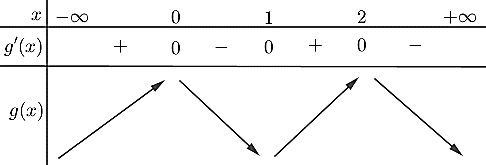 x −∞ 0 1 2 +∞
g′(x) + 0 − 0 + 0 −
g(x)